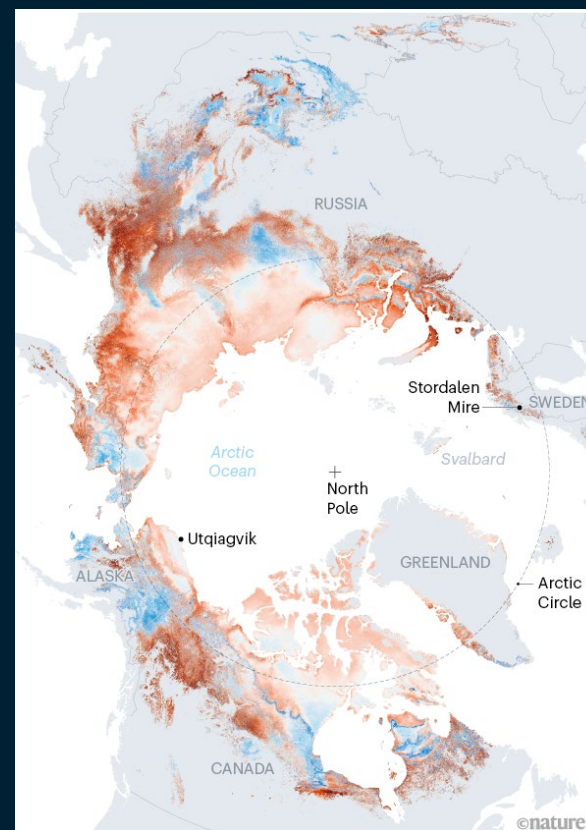 RUSSIA
Stordalen
Mire
SWEDEN
Arctic
Ocean
Svalbard
North
Pole
Utqiagvik
GREENLAND
ALASKA
Arctic
Circle
CANADA
©nature